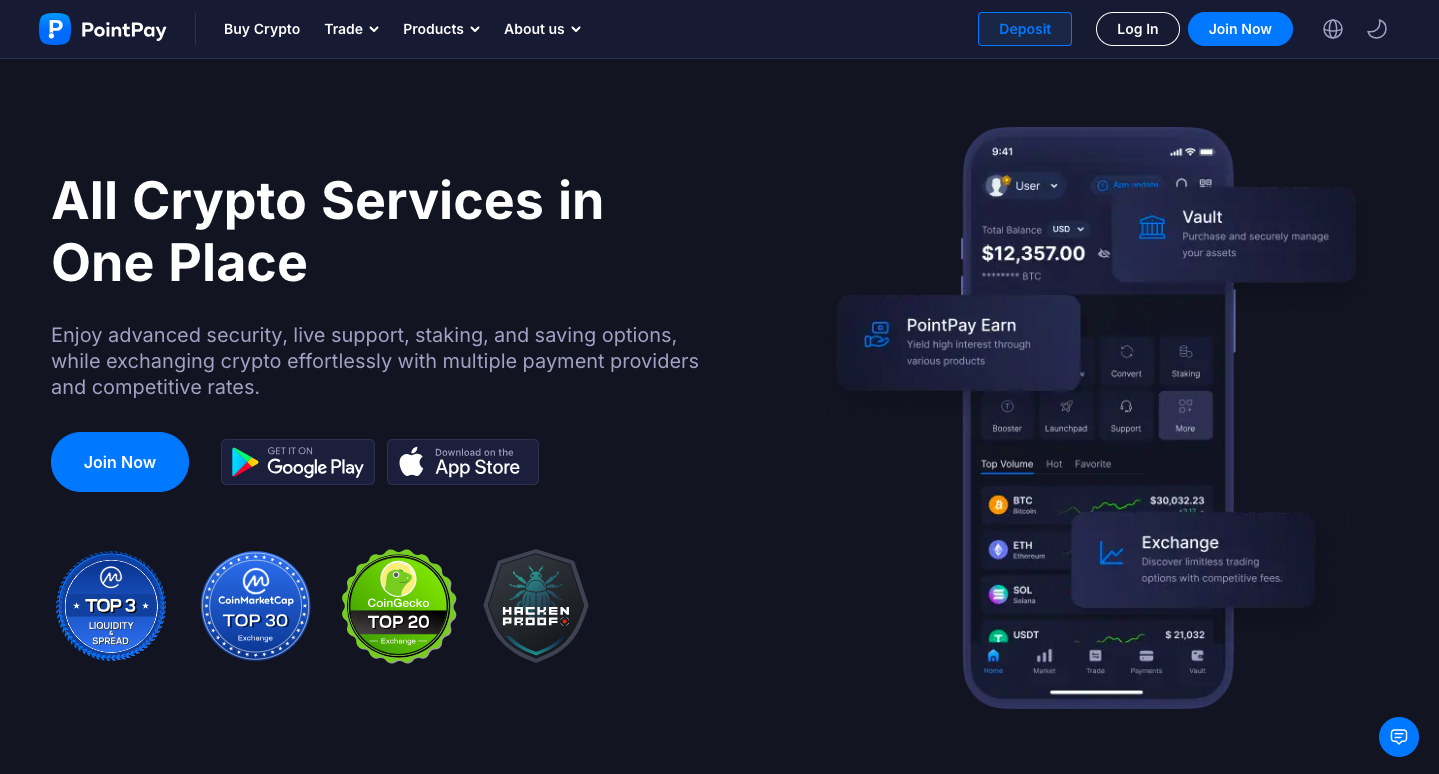 PointPay
Buy Crypto
Trade
Products
About us
Deposit
Log In
Join Now
All Crypto Services in
One Place
Enjoy advanced security, live support, staking, and saving options,
while exchanging crypto effortlessly with multiple payment providers
and competitive rates.
Join Now
GET IT ON
Google Play
Download on the
App Store
TOP 3
LIQUIDITY
&
SPREAD
CoinMarketCap
TOP 30
Exchange
CoinGecko
TOP 20
Exchange
HACKEN
PROOF
9:41
User
App update
Vault
Purchase and securely manage
your assets
Total Balance
USD
$12,357.00
******** BTC
PointPay Earn
Yield high interest through
various products
Convert
Staking
Booster
Launchpad
Support
More
Top Volume
Hot
Favorite
BTC
Bitcoin
$30,032.23
ETH
Ethereum
Exchange
Discover limitless trading
options with competitive fees.
SOL
Solana
USDT
$ 21,032
Home
Market
Trade
Payments
Vault